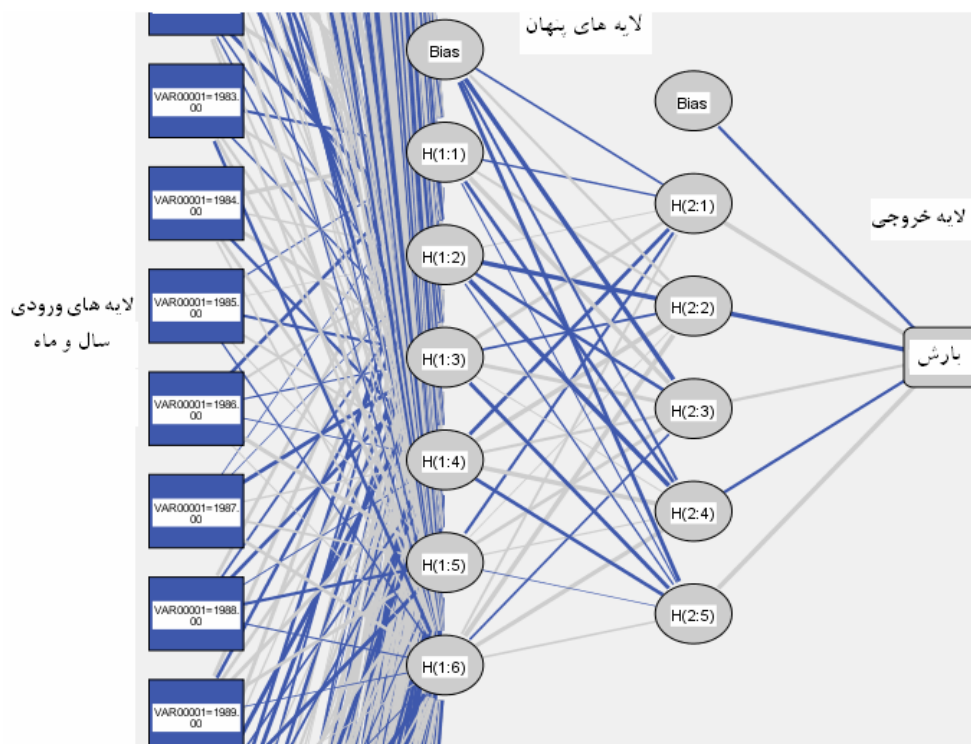 لایه های پنهان
لایه خروجی
لایه های ورودی
سال و ماه
VAR00001=1983.
00
VAR00001=1984.
00
VAR00001=1985.
00
VAR00001=1986.
00
VAR00001=1987.
00
VAR00001=1988.
00
VAR00001=1989.
00
Bias
H(1:1)
H(1:2)
H(1:3)
H(1:4)
H(1:5)
H(1:6)
Bias
H(2:1)
H(2:2)
H(2:3)
H(2:4)
H(2:5)
بارش